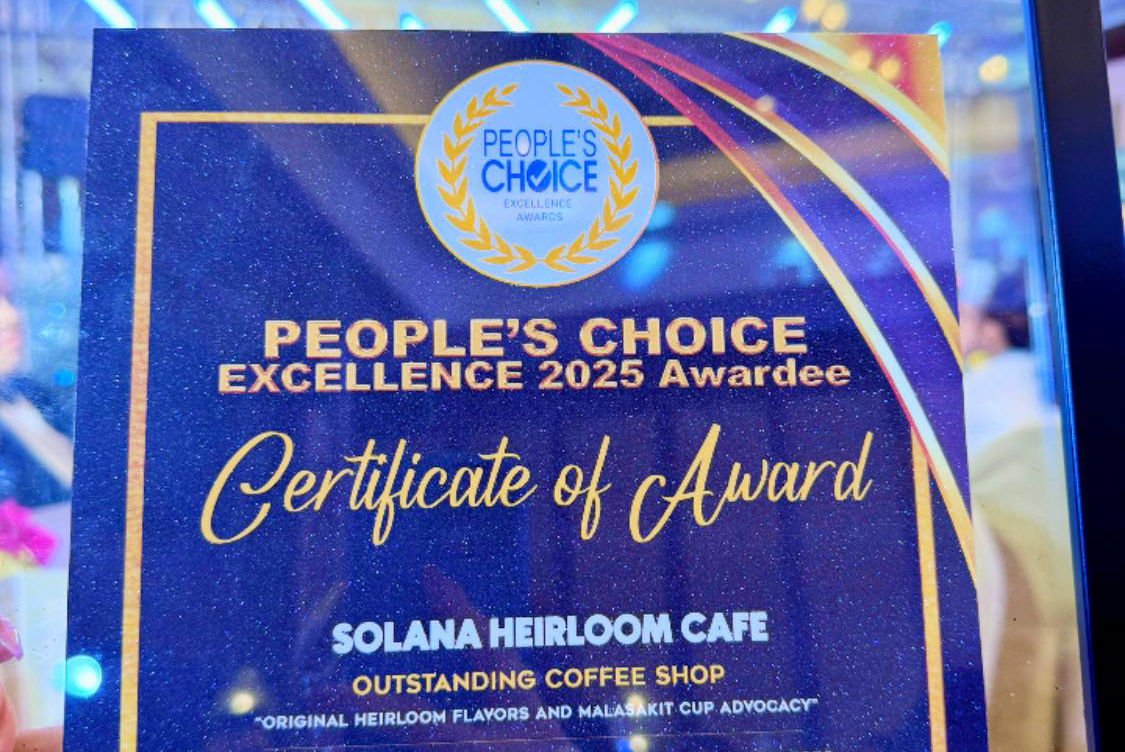 PEOPLE'S
CHOICE
EXCELLENCE
AWARDS
PEOPLE'S CHOICE
EXCELLENCE 2025 Awardee
Certificate of Award
SOLANA HEIRLOOM CAFE
OUTSTANDING COFFEE SHOP
"ORIGINAL HEIRLOOM FLAVORS AND MALASAKIT CUP ADVOCACY"